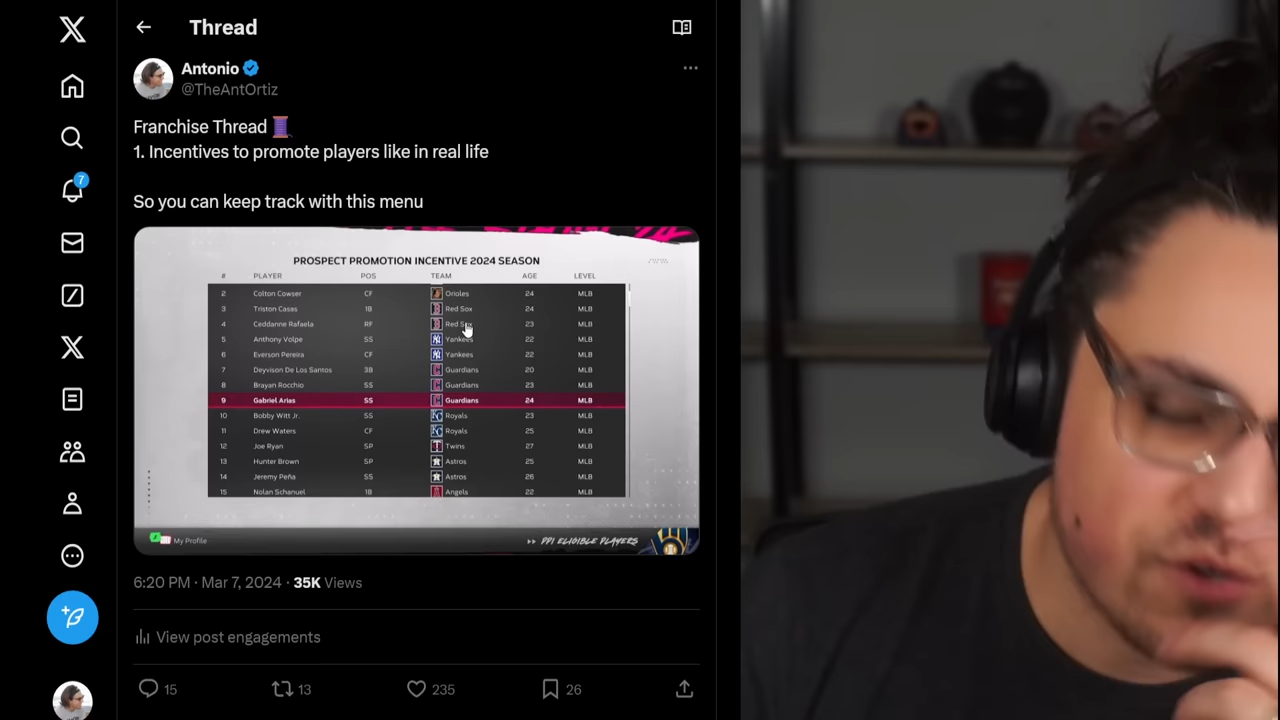 Thread
Antonio
@TheAntOrtiz
Franchise Thread
1. Incentives to promote players like in real life
So you can keep track with this menu
PROSPECT PROMOTION INCENTIVE 2024 SEASON
# PLAYER POS TEAM AGE LEVEL
2 Colton Cowser CF Orioles 24 MLB
3 Triston Casas 1B Red Sox 24 MLB
4 Ceddanne Rafaela RF Red 23 MLB
5 Anthony Volpe SS Yankees 22 MLB
6 Everson Pereira CF Yankees 22 MLB
7 Deyvison De Los Santos 3B Guardians 20 MLB
8 Brayan Rocchio SS Guardians 23 MLB
9 Gabriel Arias SS Guardians 24 MLB
10 Bobby Witt Jr. SS Royals 23 MLB
11 Drew Waters CF Royals 25 MLB
12 Joe Ryan SP Twins 27 MLB
13 Hunter Brown SP Astros 25 MLB
14 Jeremy Peña SS Astros 26 MLB
15 Nolan Schanuel 1B Angels 22 MLB
My Profile
PPI ELIGIBLE PLAYERS
6:20 PM · Mar 7, 2024 · 35K Views
View post engagements
15 13 235 26
7